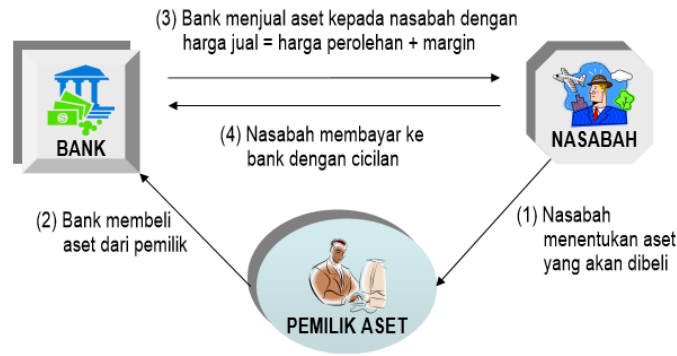 (3) Bank menjual aset kepada nasabah dengan
harga jual = harga perolehan + margin
BANK
NASABAH
(4) Nasabah membayar ke
bank dengan cicilan
(2) Bank membeli
aset dari pemilik
(1) Nasabah
menentukan aset
yang akan dibeli
PEMILIK ASET